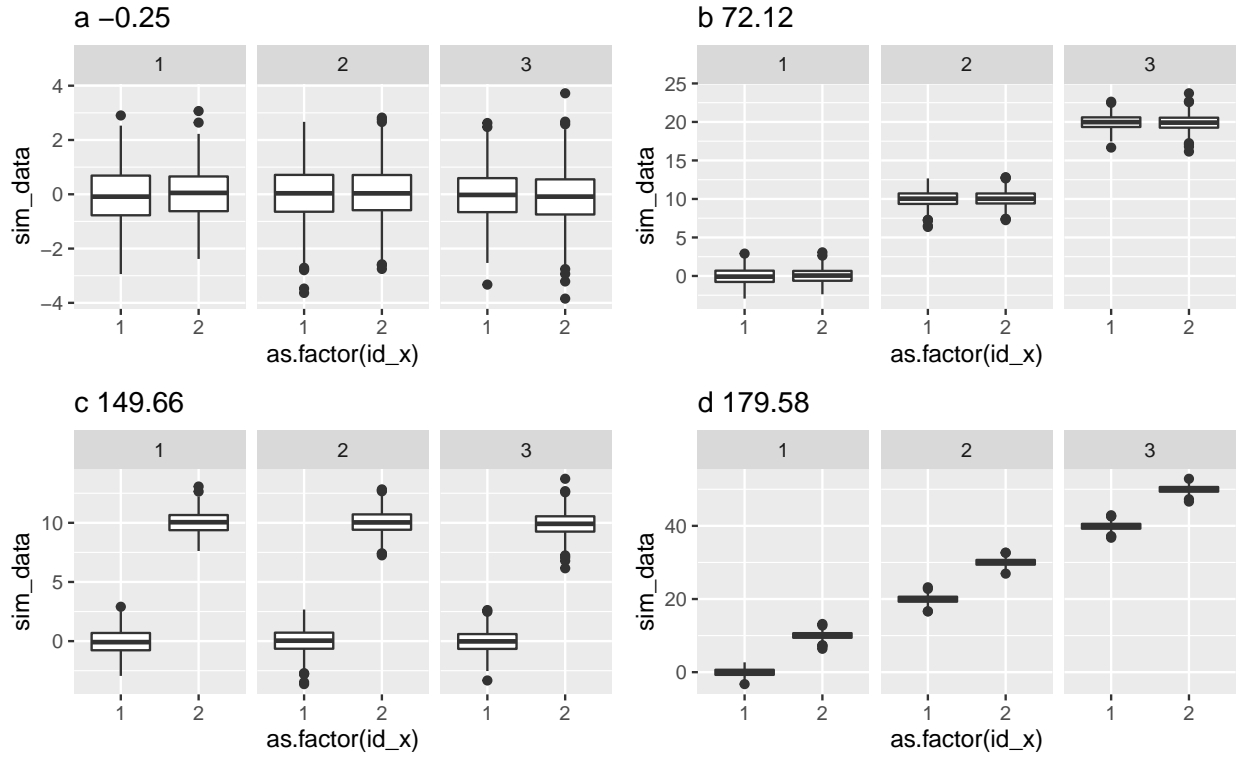 a −0.25
1 2 3
sim_data
4
2
0
−2
−4
1 2 1 2 1 2
as.factor(id_x)
b 72.12
1 2 3
sim_data
25
20
15
10
5
0
1 2 1 2 1 2
as.factor(id_x)
c 149.66
1 2 3
sim_data
10
5
0
1 2 1 2 1 2
as.factor(id_x)
d 179.58
1 2 3
sim_data
40
20
0
1 2 1 2 1 2
as.factor(id_x)